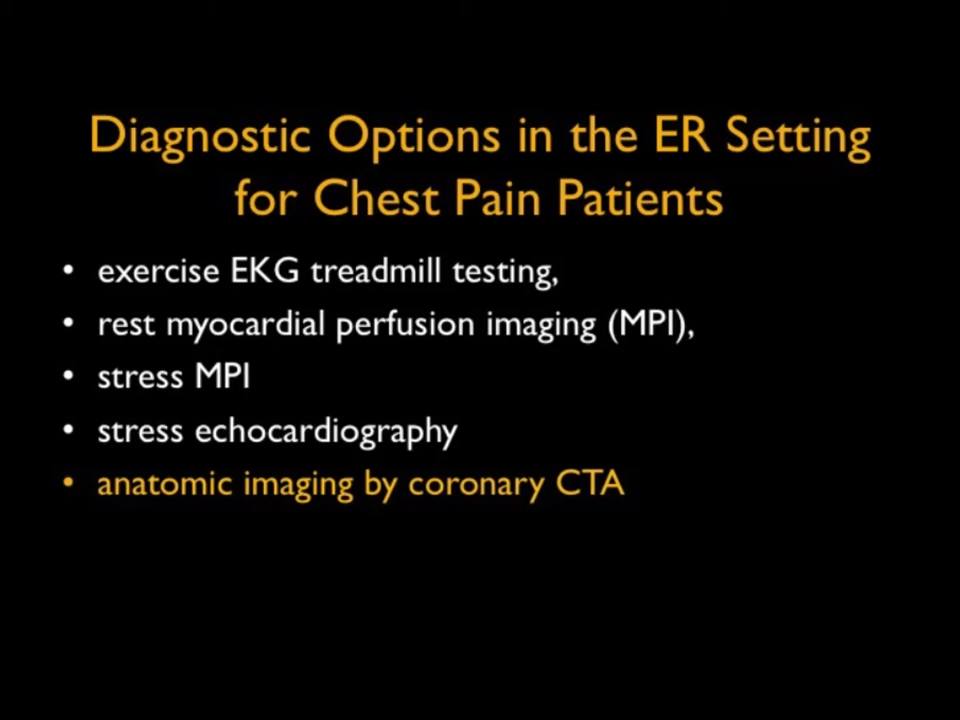 Diagnostic Options in the ER Setting
for Chest Pain Patients
• exercise EKG treadmill testing,
• rest myocardial perfusion imaging (MPI),
• stress MPI
• stress echocardiography
• anatomic imaging by coronary CTA